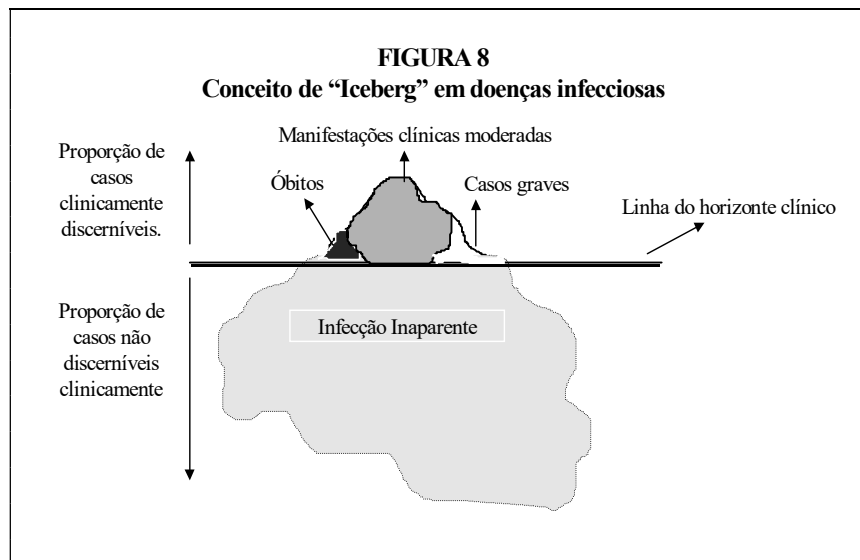 FIGURA 8
Conceito de “Iceberg” em doenças infecciosas
Manifestações clínicas moderadas
Proporção de
casos
clinicamente
discerníveis.
Óbitos
Casos graves
Linha do horizonte clínico
Proporção de
casos não
discerníveis
clinicamente
Infecção Inaparente